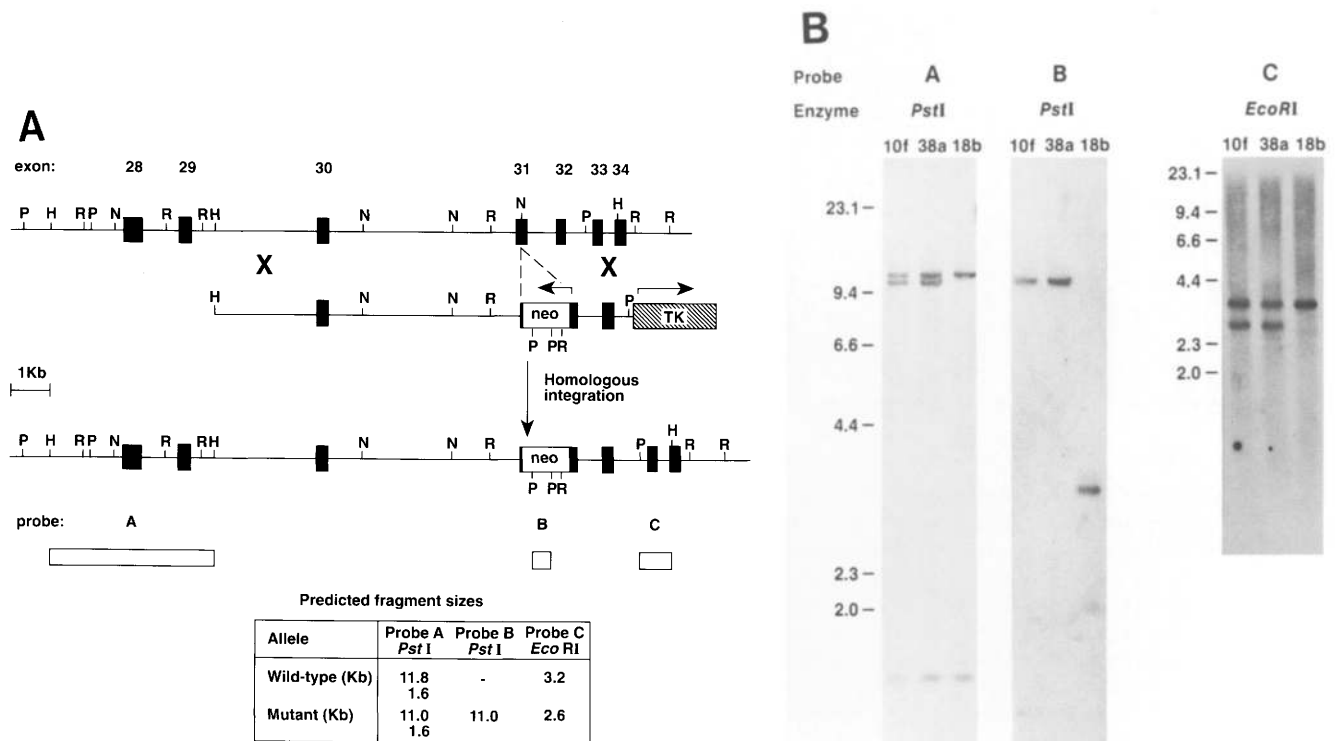 A
exon: 28 29 30 31 32 33 34
P H R P N R R H N N R N P H R R
X X
H N N R neo P TK
P P R
1Kb
Homologous
integration
P H R P N R R H N N R neo P H R R
P P R
probe: A B C
Predicted fragment sizes
Allele Probe A Probe B Probe C
Pst I Pst I Eco RI
Wild-type (Kb) 11.8 - 3.2
1.6
Mutant (Kb) 11.0 11.0 2.6
1.6
B
Probe A B C
Enzyme PstI PstI EcoRI
10f 38a 18b 10f 38a 18b 10f 38a 18b
23.1
9.4
6.6
4.4
2.3
2.0
23.1
9.4
6.6
4.4
2.3
2.0